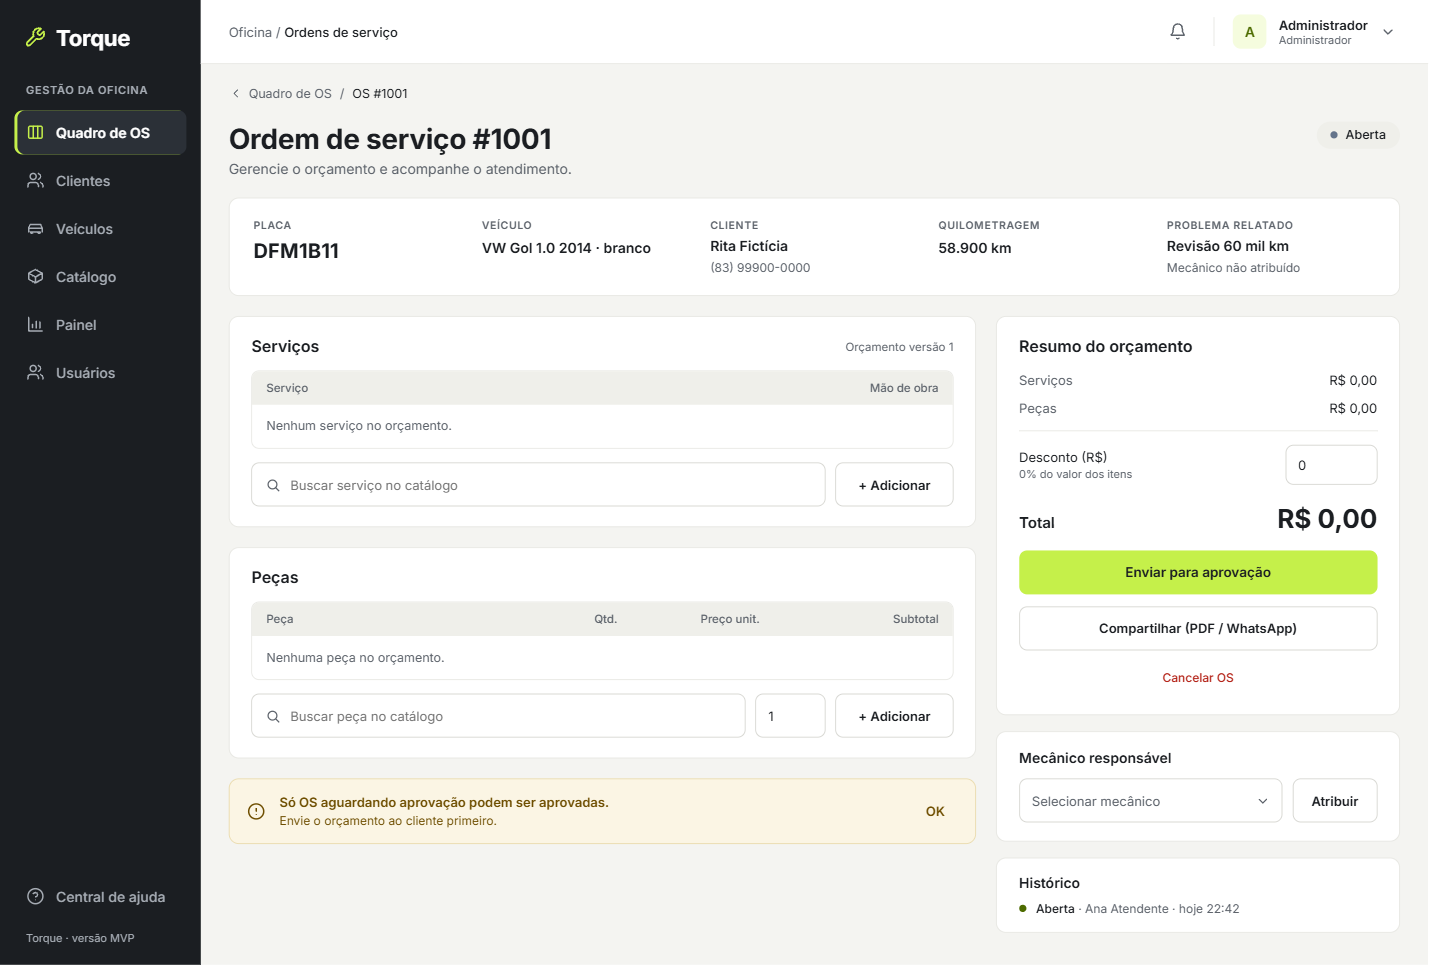 Torque
GESTÃO DA OFICINA
Quadro de OS
Clientes
Veículos
Catálogo
Painel
Usuários
Central de ajuda
Torque · versão MVP
Oficina / Ordens de serviço
A
Administrador
Administrador
Quadro de OS / OS #1001
Ordem de serviço #1001
Aberta
Gerencie o orçamento e acompanhe o atendimento.
PLACA
DFM1B11
VEÍCULO
VW Gol 1.0 2014 · branco
CLIENTE
Rita Fictícia
(83) 99900-0000
QUILOMETRAGEM
58.900 km
PROBLEMA RELATADO
Revisão 60 mil km
Mecânico não atribuído
Serviços
Orçamento versão 1
Serviço Mão de obra
Nenhum serviço no orçamento.
Buscar serviço no catálogo
+ Adicionar
Peças
Peça Qtd. Preço unit. Subtotal
Nenhuma peça no orçamento.
Buscar peça no catálogo
1
+ Adicionar
Só OS aguardando aprovação podem ser aprovadas.
Envie o orçamento ao cliente primeiro.
OK
Resumo do orçamento
Serviços R$ 0,00
Peças R$ 0,00
Desconto (R$)
0% do valor dos itens
0
Total R$ 0,00
Enviar para aprovação
Compartilhar (PDF / WhatsApp)
Cancelar OS
Mecânico responsável
Selecionar mecânico
Atribuir
Histórico
Aberta · Ana Atendente · hoje 22:42